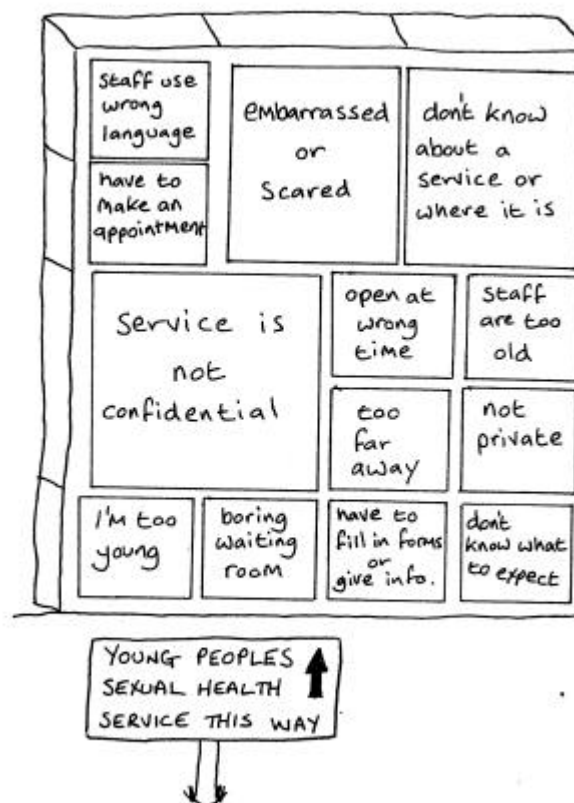 staff use
wrong
language
have to
make an
appointment
embarrassed
or
scared
don't know
about a
service or
where it is
Service is
not
confidential
open at
wrong
time
staff
are too
old
too
far
away
not
private
I'm too
young
boring
waiting
room
have to
fill in forms
or
give info.
don't
know what
to expect
YOUNG PEOPLES
SEXUAL HEALTH
SERVICE THIS WAY